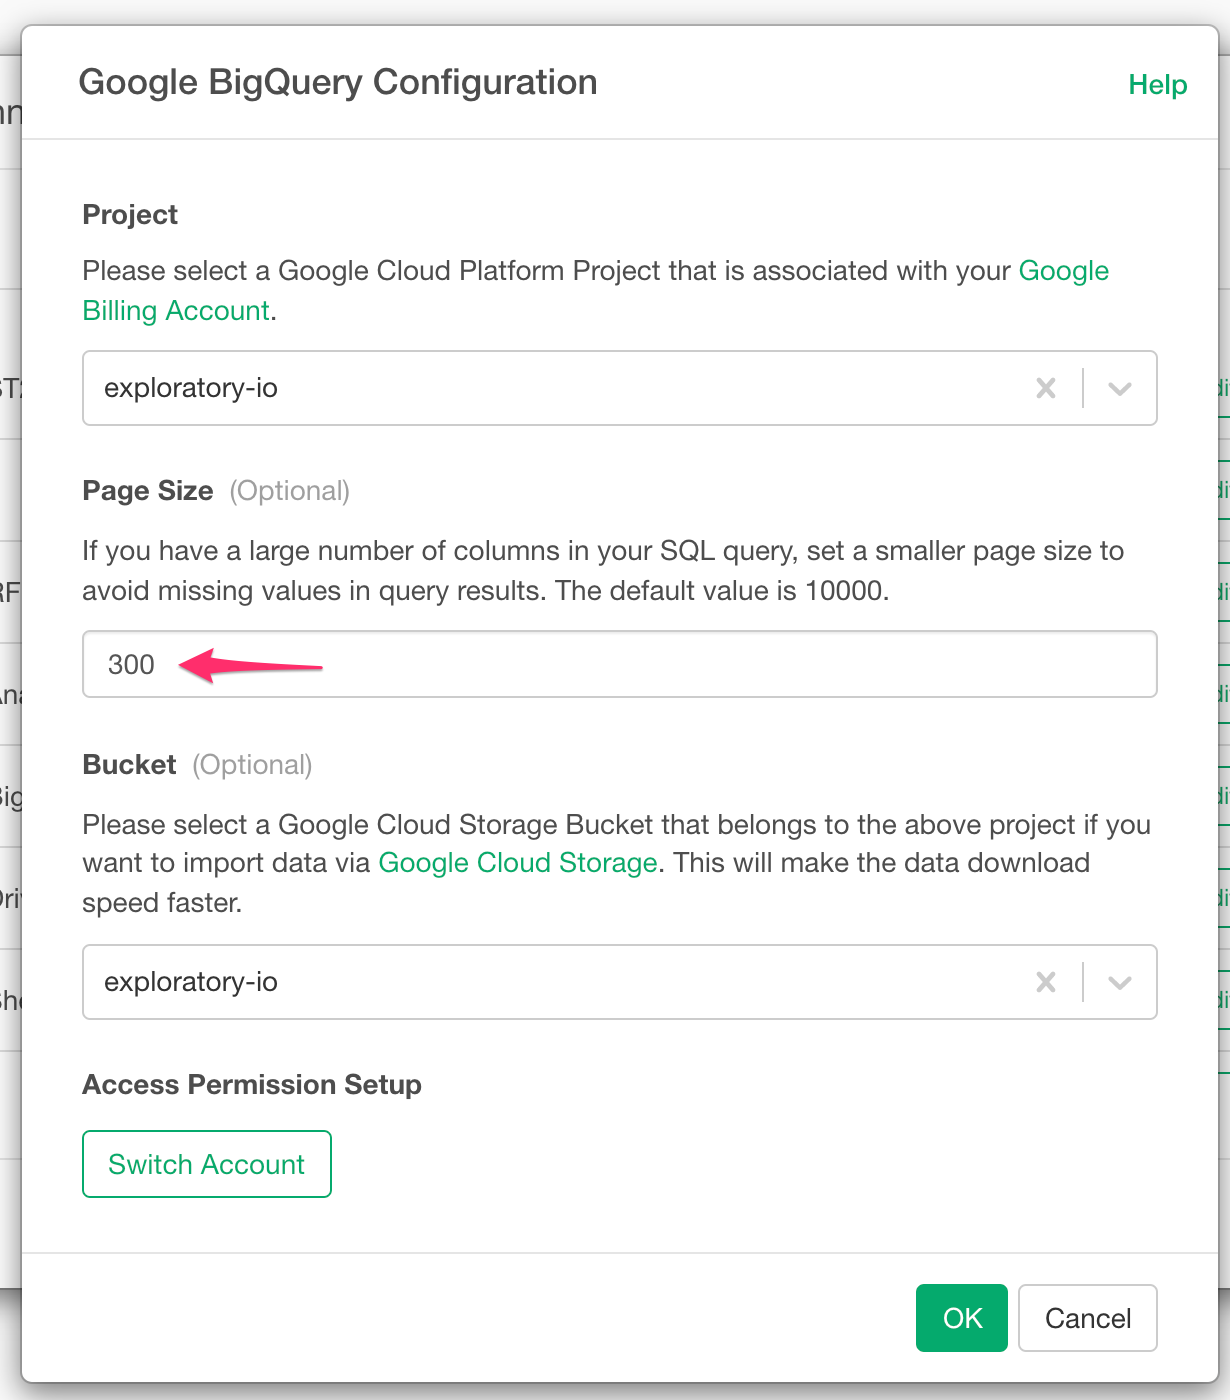 Google BigQuery Configuration
Help
Project
Please select a Google Cloud Platform Project that is associated with your Google
Billing Account.
exploratory-io
Page Size (Optional)
If you have a large number of columns in your SQL query, set a smaller page size to
avoid missing values in query results. The default value is 10000.
300
Bucket (Optional)
Please select a Google Cloud Storage Bucket that belongs to the above project if you
want to import data via Google Cloud Storage. This will make the data download
speed faster.
exploratory-io
Access Permission Setup
Switch Account
OK
Cancel